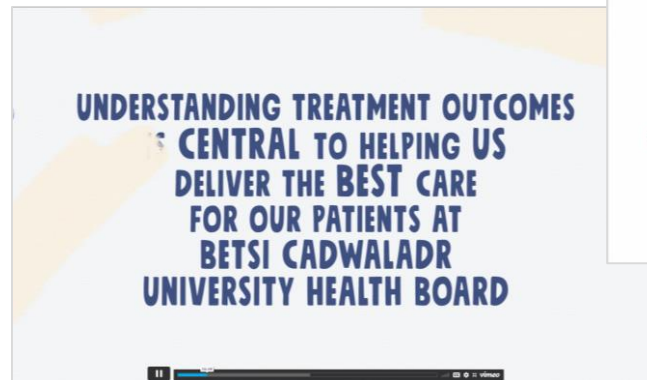 UNDERSTANDING TREATMENT OUTCOMES
CENTRAL TO HELPING US
DELIVER THE BEST CARE
FOR OUR PATIENTS AT
BETSI CADWALADR
UNIVERSITY HEALTH BOARD
vimeo